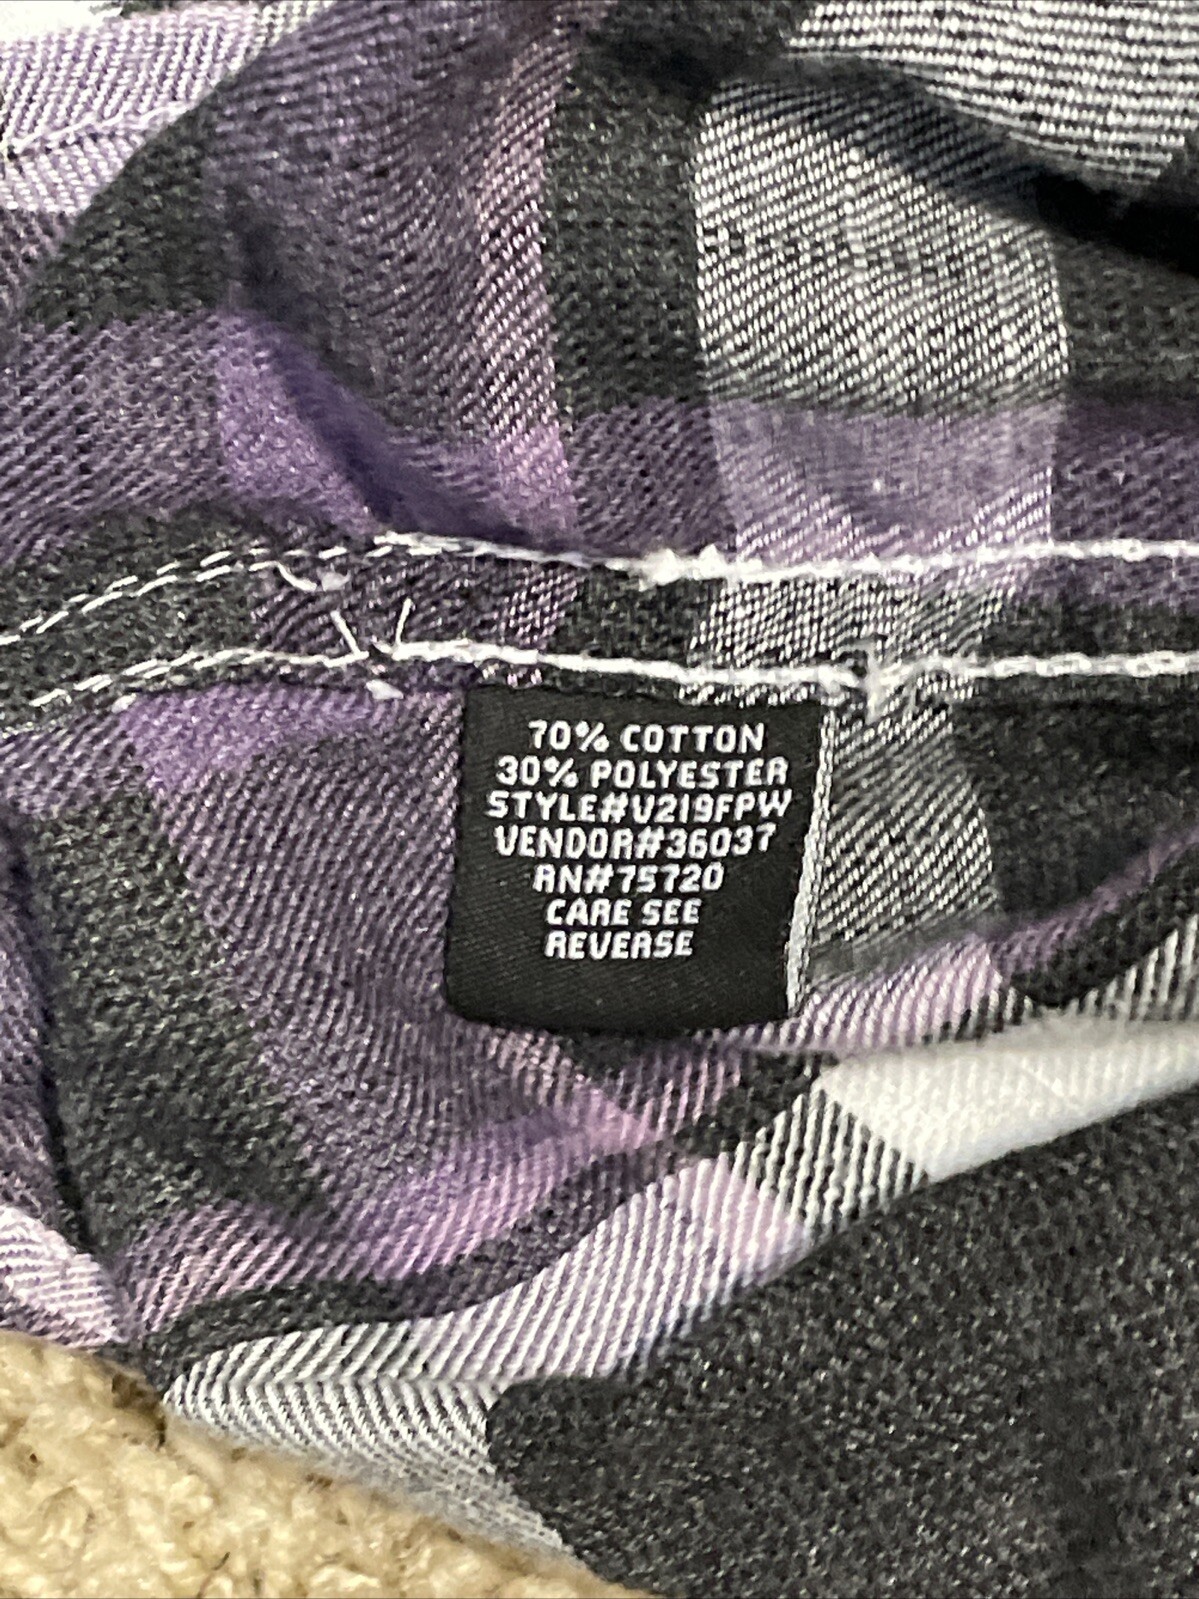 70% COTTON
30% POLYESTER
STYLE#V219FPW
VENDOR#36037
RN#75720
CARE SEE
REVERSE